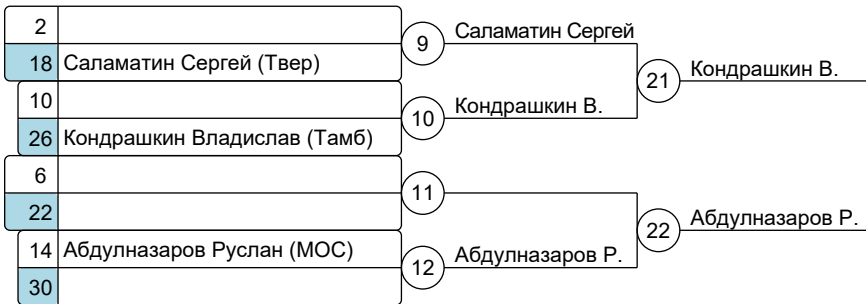 2
9
Саламатин Сергей
18 Саламатин Сергей (Твер)
21
Кондрашкин В.
10
10
Кондрашкин В.
26 Кондрашкин Владислав (Тамб)
6
11
22
22
Абдулназаров Р.
14 Абдулназаров Руслан (МОС)
12
Абдулназаров Р.
30